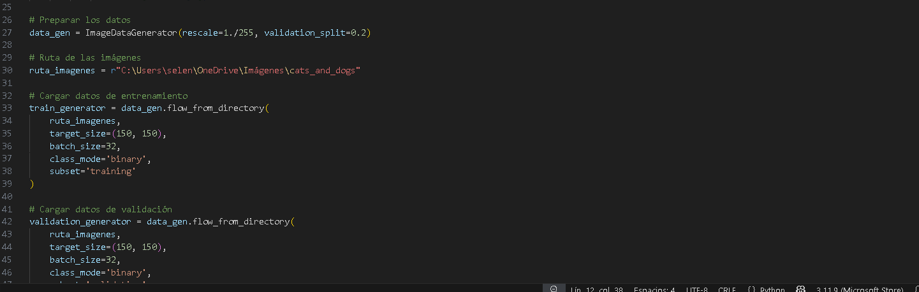 25
26 # Preparar los datos
27 data_gen = ImageDataGenerator(rescale=1./255, validation_split=0.2)
28
29 # Ruta de las imágenes
30 ruta_imagenes = r"C:\Users\selen\OneDrive\Imágenes\cats_and_dogs"
31
32 # Cargar datos de entrenamiento
33 train_generator = data_gen.flow_from_directory(
34     ruta_imagenes,
35     target_size=(150, 150),
36     batch_size=32,
37     class_mode='binary',
38     subset='training'
39 )
40
41 # Cargar datos de validación
42 validation_generator = data_gen.flow_from_directory(
43     ruta_imagenes,
44     target_size=(150, 150),
45     batch_size=32,
46     class_mode='binary',
Lín. 12, col. 38 Espacios: 4 UTF-8 CRLF {} Python 3.11.9 (Microsoft Store)